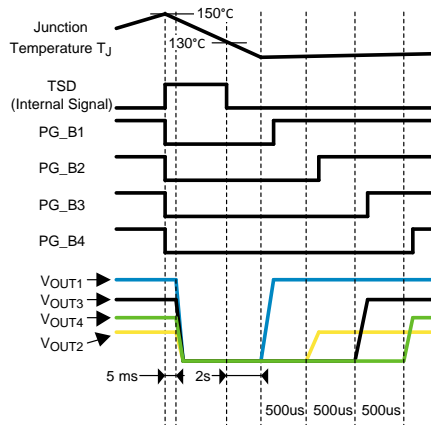 150°C
Junction
Temperature TJ
130°C
TSD
(Internal Signal)
PG_B1
PG_B2
PG_B3
PG_B4
VOUT1
VOUT3
VOUT4
VOUT2
5 ms
2s
500us 500us 500us